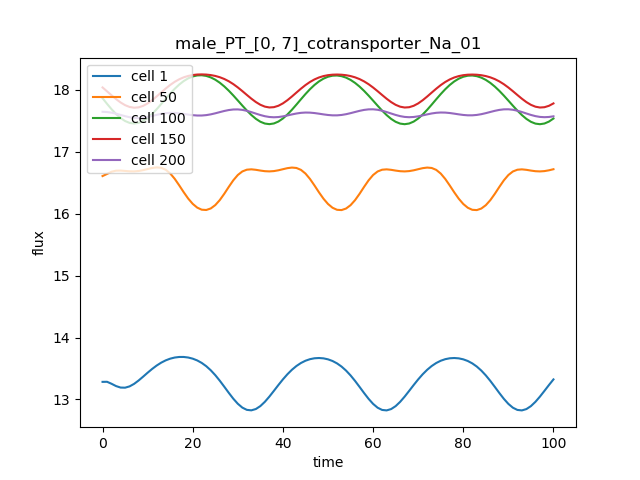 male_PT_[0, 7]_cotransporter_Na_01
cell 1
cell 50
cell 100
cell 150
cell 200
18
17
16
15
14
13
flux
0
20
40
60
80
100
time